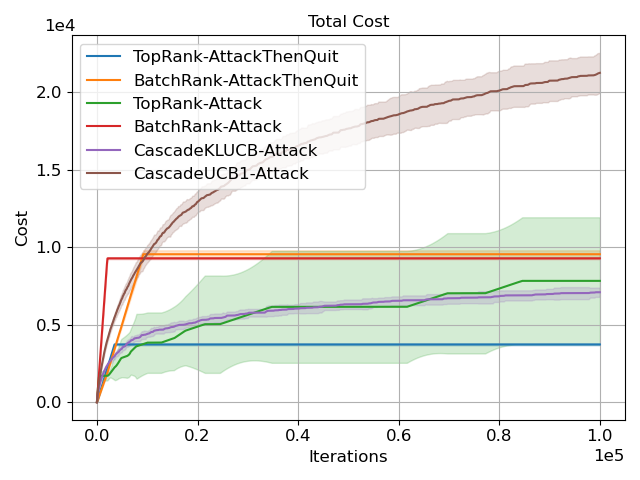 Total Cost
1e4
TopRank-AttackThenQuit
BatchRank-AttackThenQuit
TopRank-Attack
BatchRank-Attack
CascadeKLUCB-Attack
CascadeUCB1-Attack
2.0
1.5
1.0
0.5
0.0
Cost
0.0 0.2 0.4 0.6 0.8 1.0
Iterations
1e5